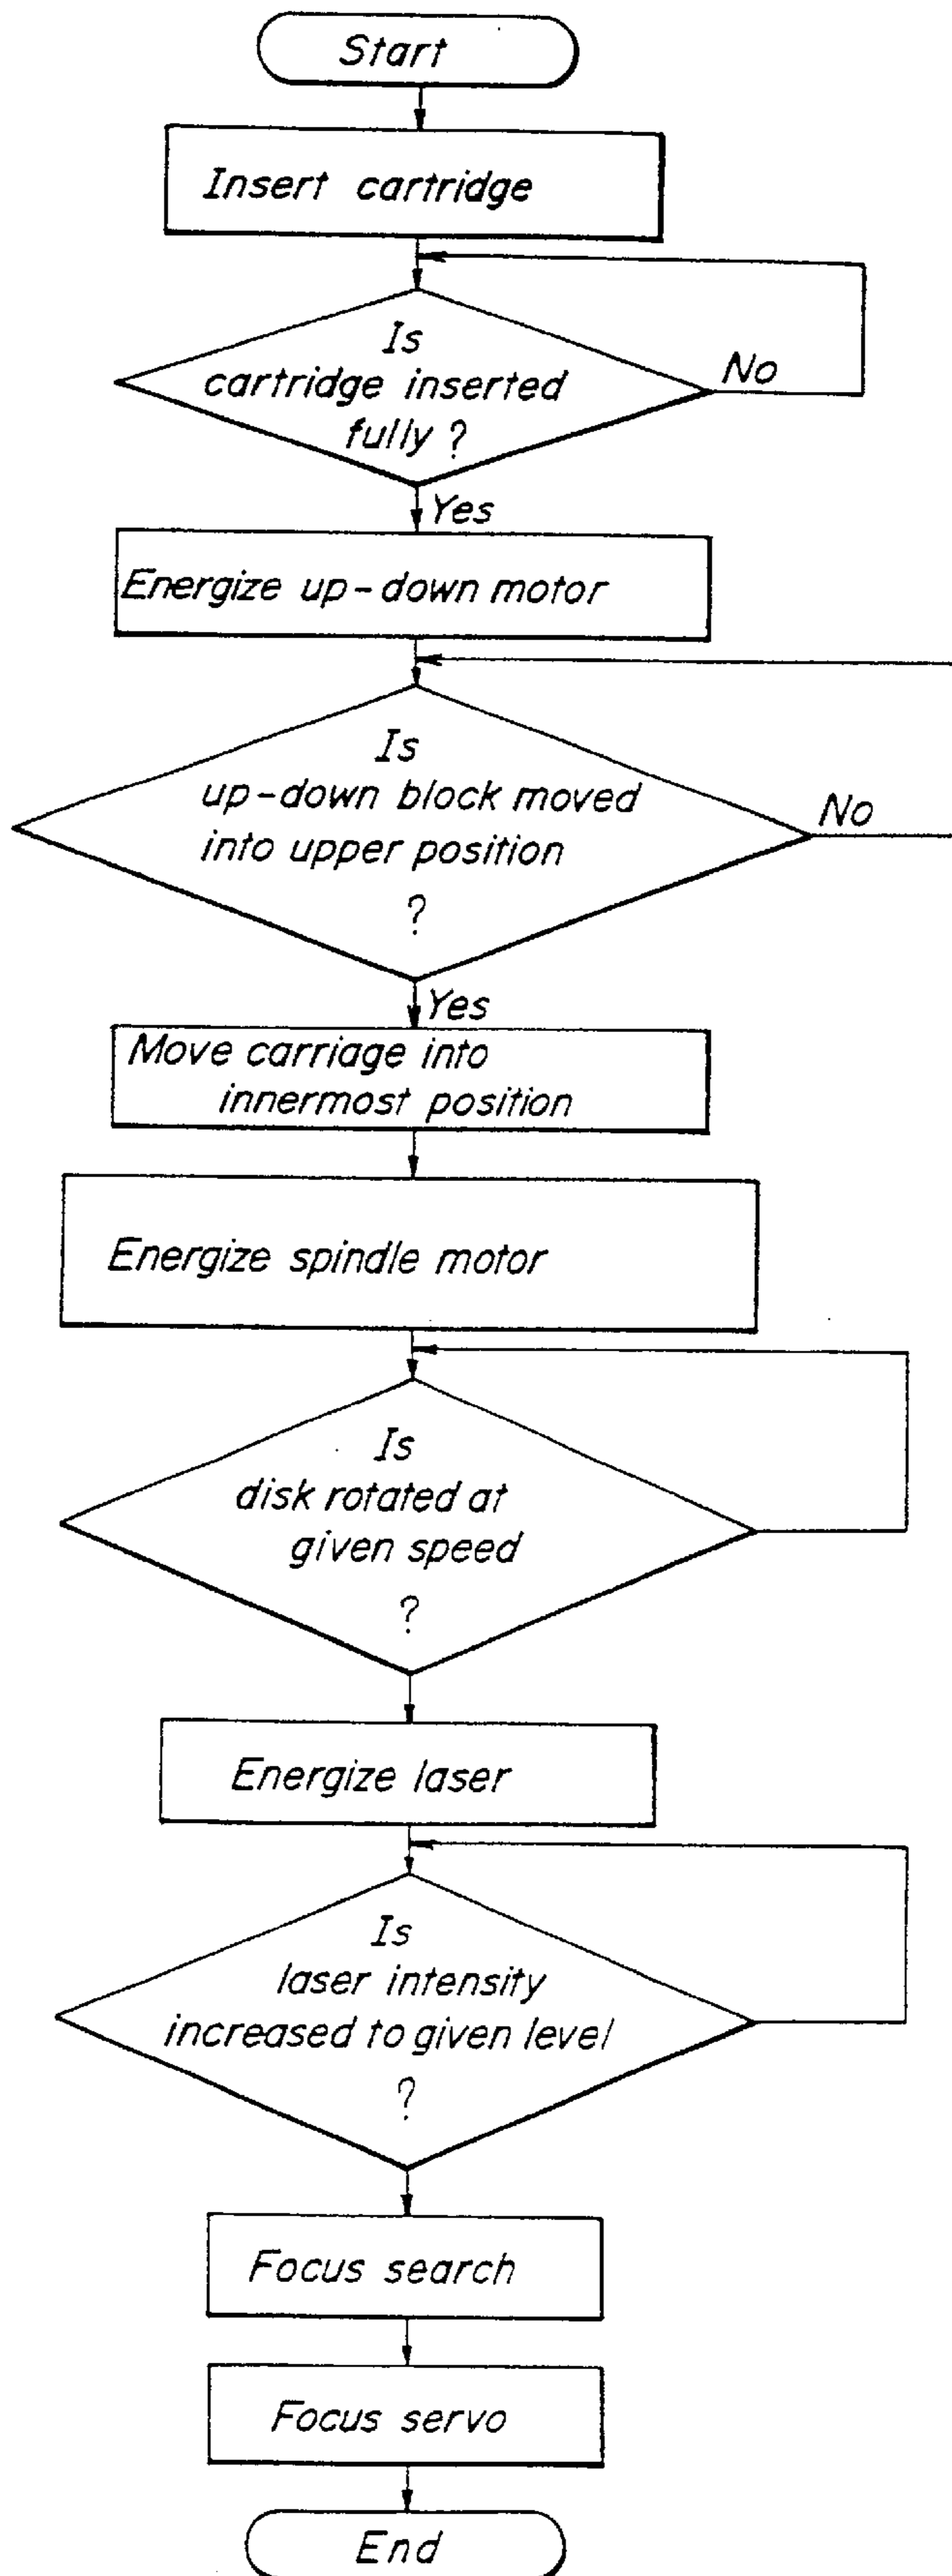 Start
Insert cartridge
Is
cartridge inserted
fully ?
No
Yes
Energize up-down motor
Is
up-down block moved
into upper position
?
No
Yes
Move carriage into
innermost position
Energize spindle motor
Is
disk rotated at
given speed
?
Energize laser
Is
laser intensity
increased to given level
?
Focus search
Focus servo
End